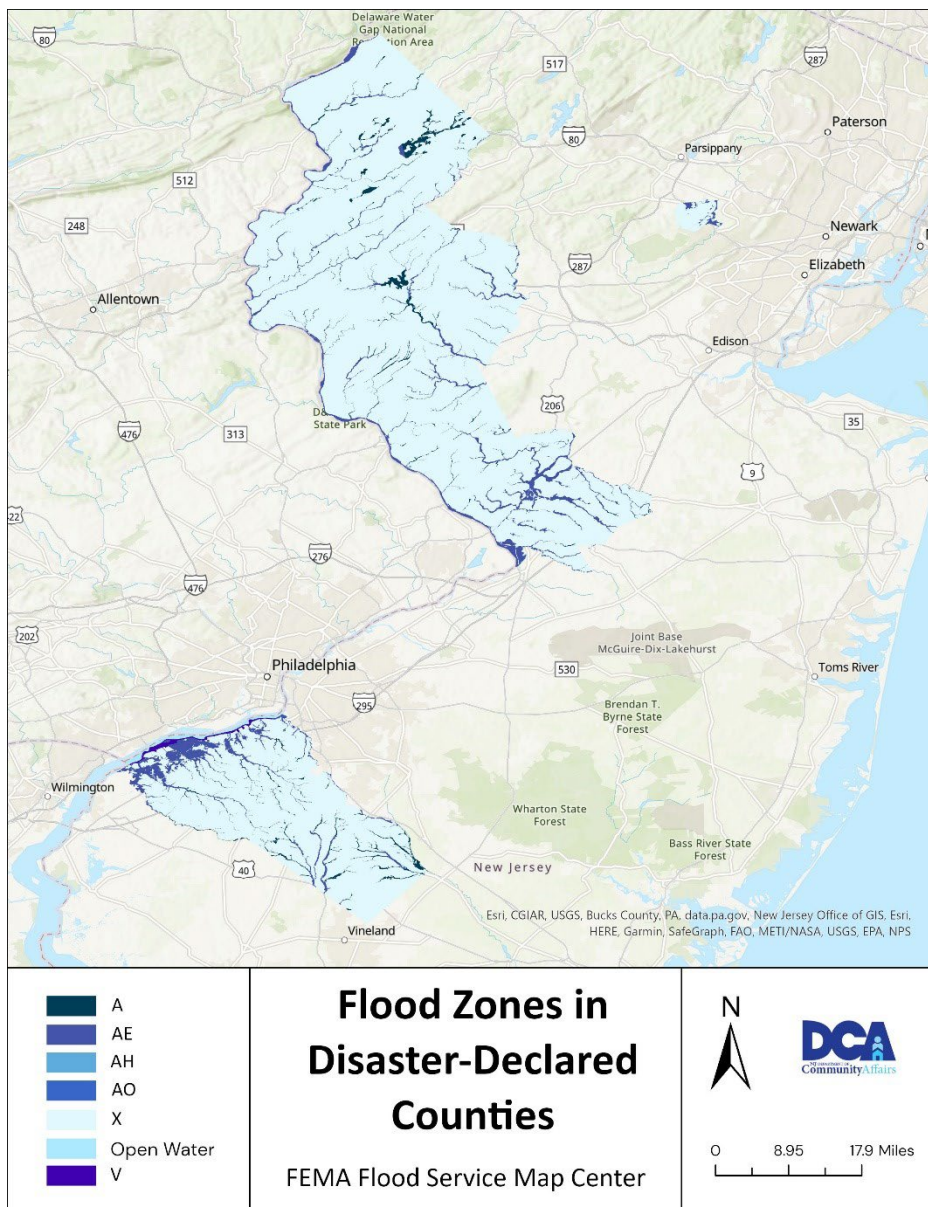 Delaware Water
Gap National
80
517
287
Paterson
80
Parsippany
512
248
Newark
287
Elizabeth
Allentown
Edison
206
State Park
35
476
313
9
276
476
202
Joint Base
McGuire-Dix-Lakehurst
Philadelphia
530
Toms River
295
Brendan T.
Byrne State
Forest
Wilmington
Wharton State
Forest
Bass River State
Forest
40
New Jersey
Esri, CGIAR, USGS, Bucks County, PA, data.pa.gov, New Jersey Office of GIS, Esri,
HERE, Garmin, SafeGraph, FAO, METI/NASA, USGS, EPA, NPS
Vineland
A
AE
AH
AO
X
Open Water
V
Flood Zones in
Disaster-Declared
Counties
FEMA Flood Service Map Center
N
DCA
Community Affairs
0 8.95 17.9 Miles